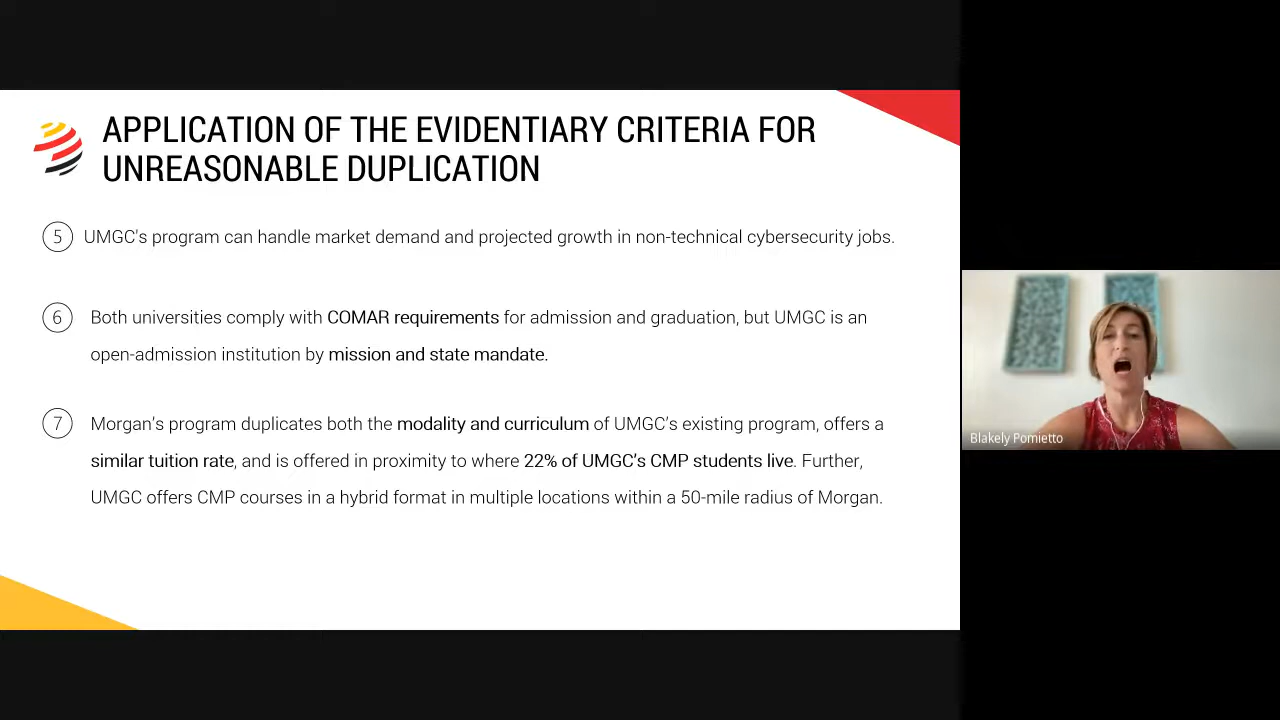 APPLICATION OF THE EVIDENTIARY CRITERIA FOR
UNREASONABLE DUPLICATION
5 UMGC's program can handle market demand and projected growth in non-technical cybersecurity jobs.
6 Both universities comply with COMAR requirements for admission and graduation, but UMGC is an
open-admission institution by mission and state mandate.
7 Morgan's program duplicates both the modality and curriculum of UMGC's existing program, offers a
similar tuition rate, and is offered in proximity to where 22% of UMGC's CMP students live. Further,
UMGC offers CMP courses in a hybrid format in multiple locations within a 50-mile radius of Morgan.
Blakely Pomietto